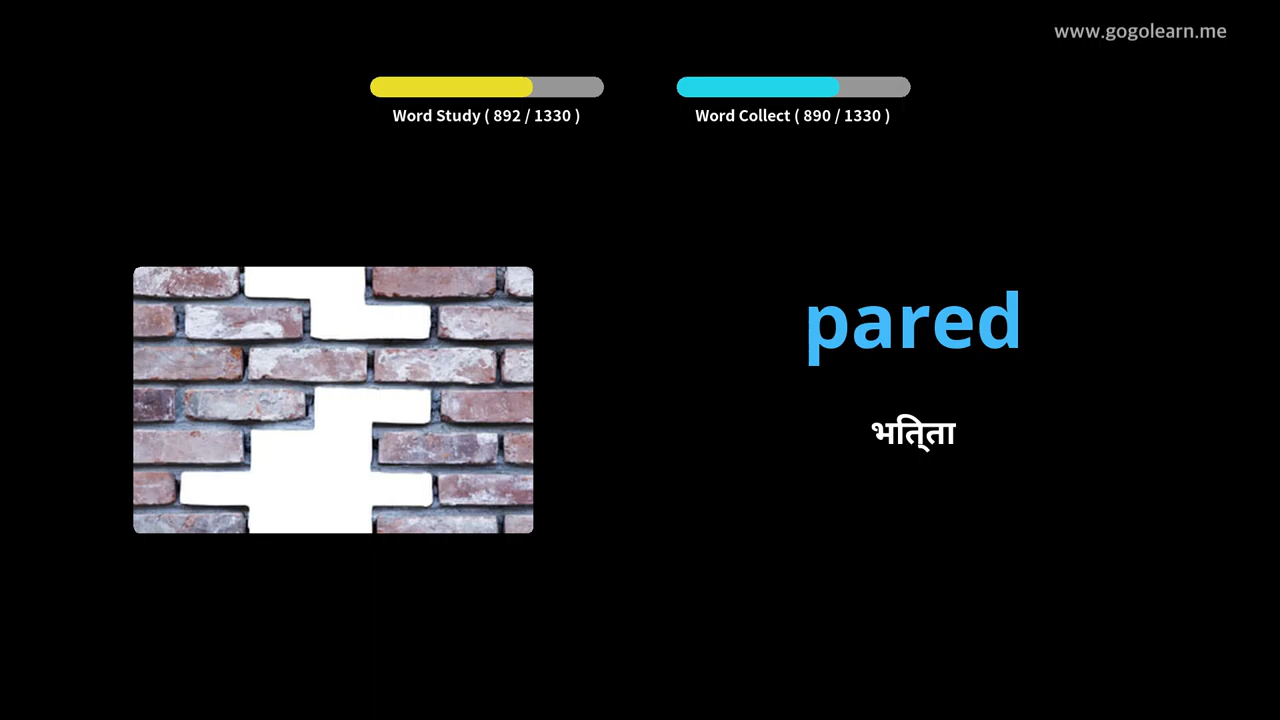 www.gogolearn.me
Word Study ( 892 / 1330 )
Word Collect ( 890 / 1330 )
pared
भति्ता